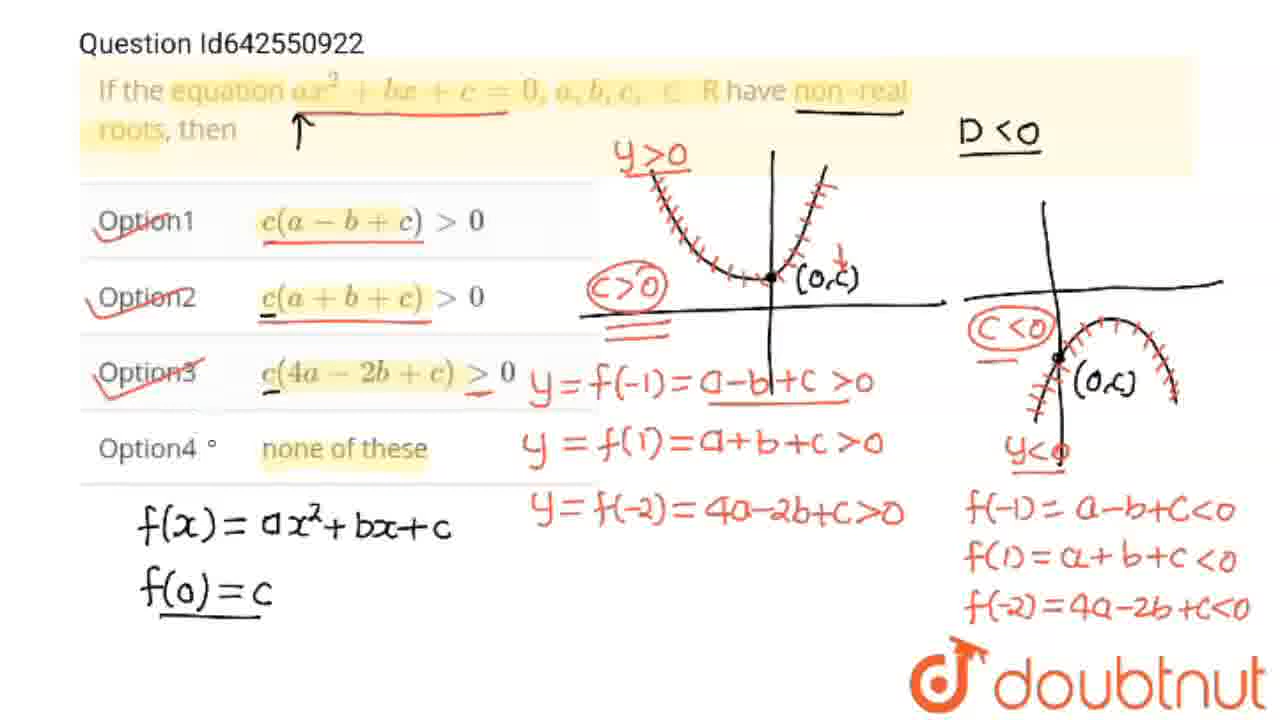 Question Id642550922
If the equation ax² + bx + c = 0, a, b, c, ∈ R have non-real
roots, then
D < 0
Option1 c(a − b + c) > 0
Option2 c(a + b + c) > 0
Option3 c(4a − 2b + c) > 0
Option4 none of these
f(x) = ax² + bx + c
f(0) = c
y > 0
(0,c)
c > 0
y = f(-1) = a-b+c > 0
y = f(1) = a+b+c > 0
y = f(-2) = 4a-2b+c > 0
c < 0
(0,c)
y < 0
f(-1) = a-b+c < 0
f(1) = a+b+c < 0
f(-2) = 4a-2b+c < 0
doubtnut